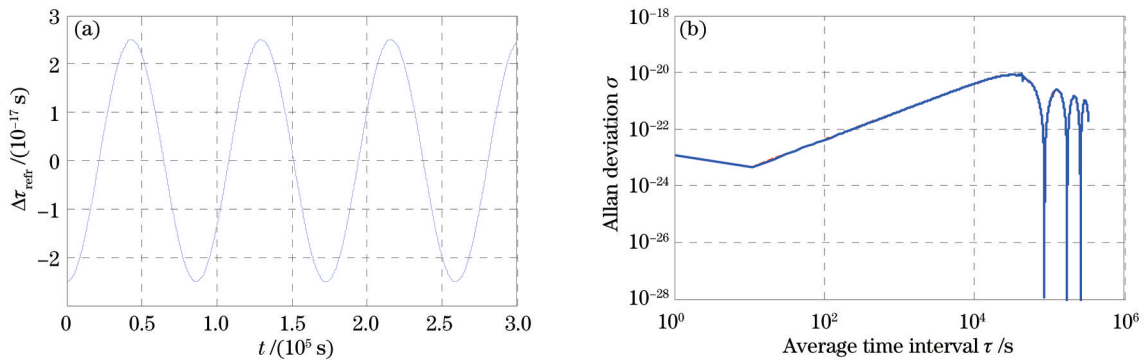 (a)
3
2
1
0
−1
−2
Δτrefr /(10⁻¹⁷ s)
0 0.5 1.0 1.5 2.0 2.5 3.0
t /(10⁵ s)
(b)
10⁻¹⁸
10⁻²⁰
10⁻²²
10⁻²⁴
10⁻²⁶
10⁻²⁸
Allan deviation σ
10⁰ 10² 10⁴ 10⁶
Average time interval τ /s